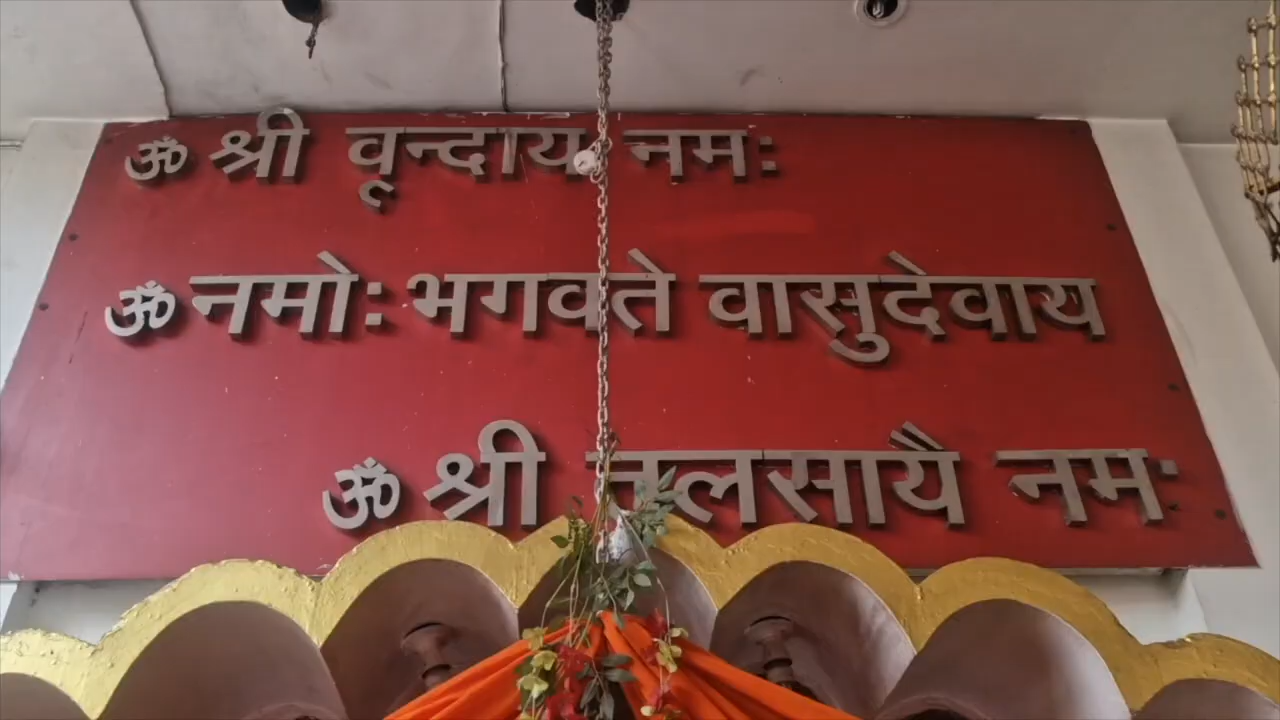 ॐ श्री वृन्दाय नमः
ॐ नमोः भगवते वासुदेवाय
ॐ श्री नमः